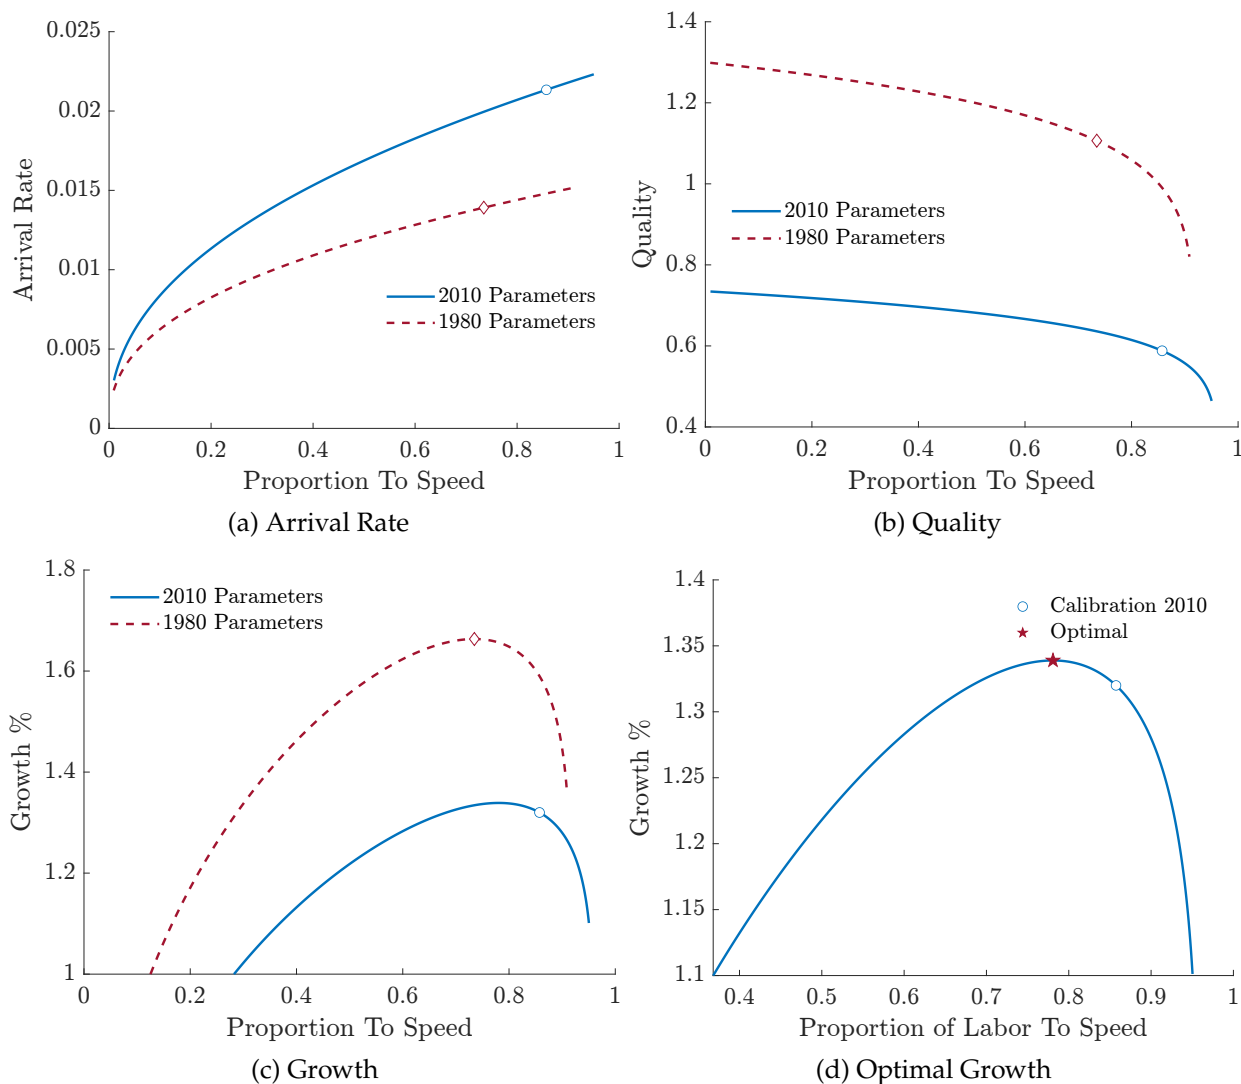 0.025
0.02
0.015
0.01
0.005
0
0 0.2 0.4 0.6 0.8 1
Arrival Rate
2010 Parameters
1980 Parameters
Proportion To Speed
(a) Arrival Rate
1.4
1.2
1
0.8
0.6
0.4
0 0.2 0.4 0.6 0.8 1
Quality
2010 Parameters
1980 Parameters
Proportion To Speed
(b) Quality
1.8
1.6
1.4
1.2
1
0 0.2 0.4 0.6 0.8 1
Growth %
2010 Parameters
1980 Parameters
Proportion To Speed
(c) Growth
1.4
1.35
1.3
1.25
1.2
1.15
1.1
0.4 0.5 0.6 0.7 0.8 0.9 1
Growth %
Calibration 2010
Optimal
Proportion of Labor To Speed
(d) Optimal Growth